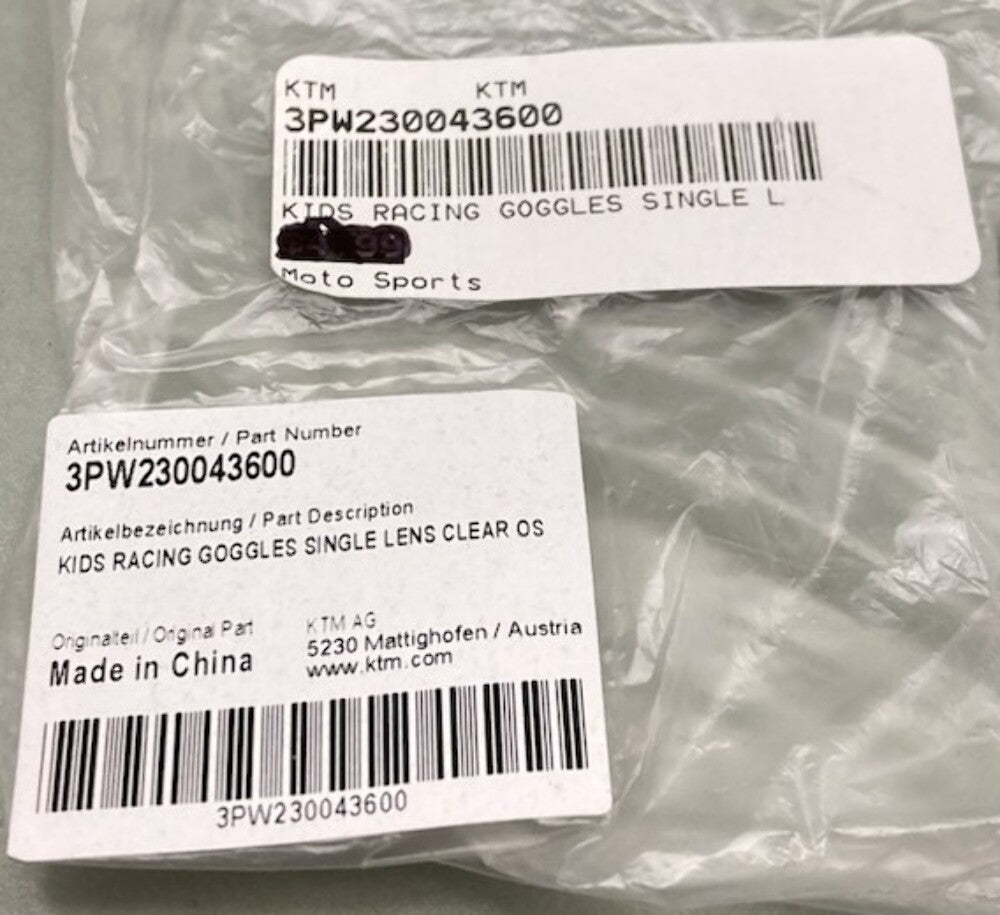 KTM KTM
3PW230043600
KIDS RACING GOGGLES SINGLE L
Moto Sports
Artikelnummer / Part Number
3PW230043600
Artikelbezeichnung / Part Description
KIDS RACING GOGGLES SINGLE LENS CLEAR OS
Originalteil / Original Part
Made in China
KTM AG
5230 Mattighofen / Austria
www.ktm.com
3PW230043600